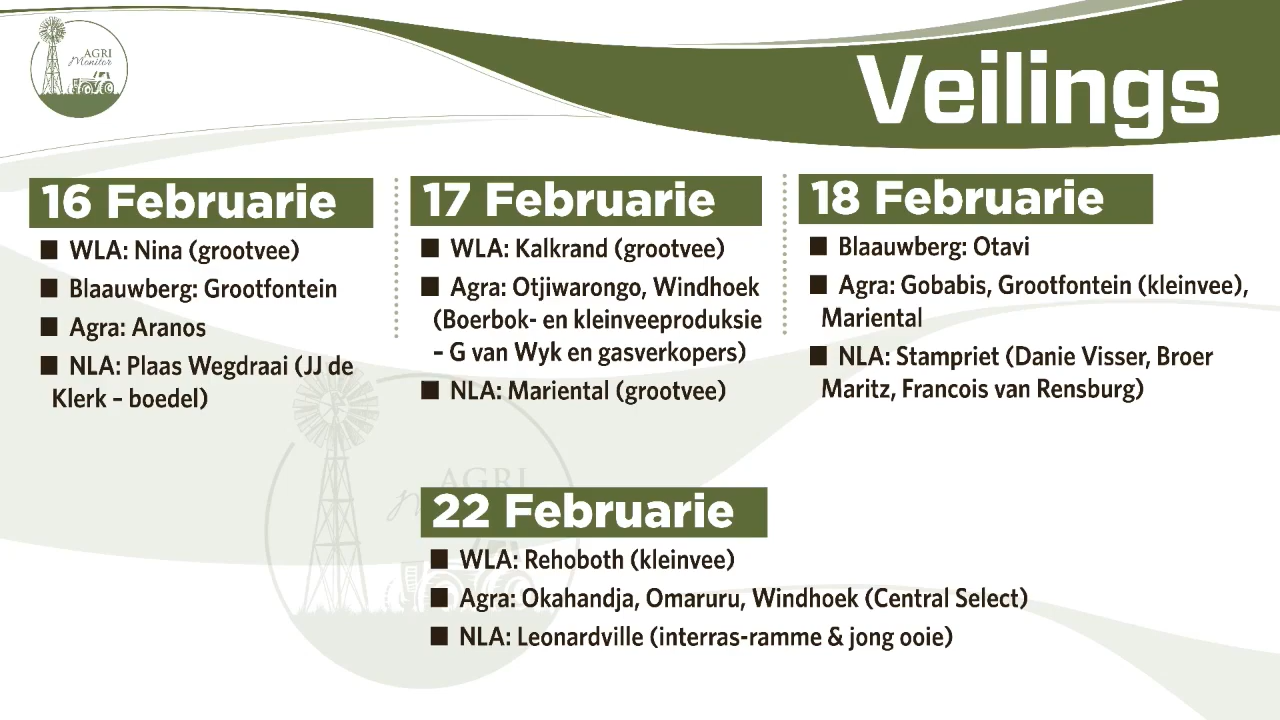 AGRI
Monitor
Veilings
16 Februarie
■ WLA: Nina (grootvee)
■ Blaauwberg: Grootfontein
■ Agra: Aranos
■ NLA: Plaas Wegdraai (JJ de
Klerk – boedel)
17 Februarie
■ WLA: Kalkrand (grootvee)
■ Agra: Otjiwarongo, Windhoek
(Boerbok- en kleinveeproduksie
– G van Wyk en gasverkopers)
■ NLA: Mariental (grootvee)
18 Februarie
■ Blaauwberg: Otavi
■ Agra: Gobabis, Grootfontein (kleinvee),
Mariental
■ NLA: Stampriet (Danie Visser, Broer
Maritz, Francois van Rensburg)
AGRI
22 Februarie
■ WLA: Rehoboth (kleinvee)
■ Agra: Okahandja, Omaruru, Windhoek (Central Select)
■ NLA: Leonardville (interras-ramme & jong ooie)